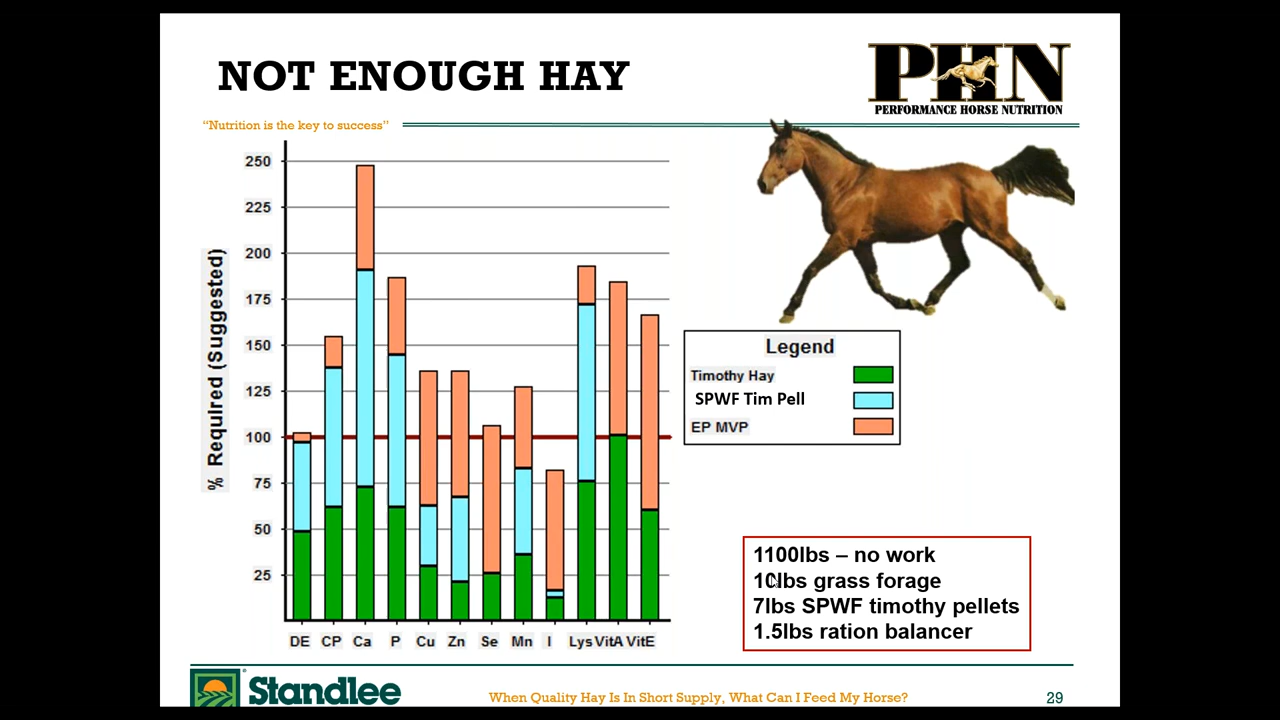 NOT ENOUGH HAY
PHN
PERFORMANCE HORSE NUTRITION
“Nutrition is the key to success”
% Required (Suggested)
250
225
200
175
150
125
100
75
50
25
DE CP Ca P Cu Zn Se Mn I Lys VitA VitE
Legend
Timothy Hay
SPWF Tim Pell
EP MVP
1100lbs – no work
10lbs grass forage
7lbs SPWF timothy pellets
1.5lbs ration balancer
Standlee
When Quality Hay Is In Short Supply, What Can I Feed My Horse?
29